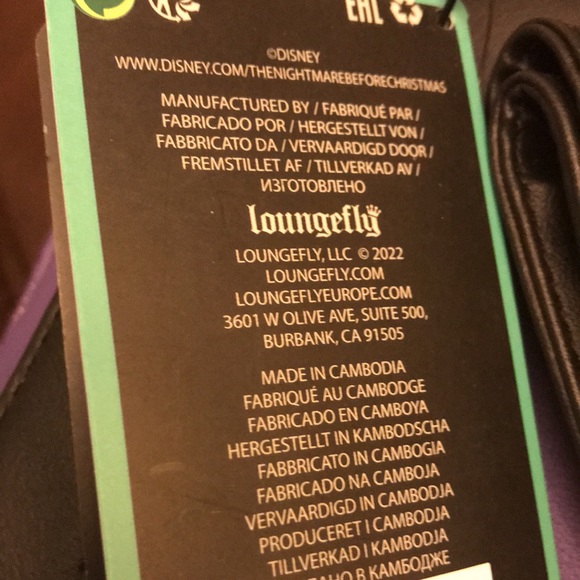 EAC
©DISNEY
WWW.DISNEY.COM/THENIGHTMAREBEFORECHRISTMAS
MANUFACTURED BY / FABRIQUÉ PAR /
FABRICADO POR / HERGESTELLT VON /
FABBRICATO DA / VERVAARDIGD DOOR /
FREMSTILLET AF / TILLVERKAD AV /
ИЗГОТОВЛЕНО
loungefly
LOUNGEFLY, LLC © 2022
LOUNGEFLY.COM
LOUNGEFLYEUROPE.COM
3601 W OLIVE AVE, SUITE 500,
BURBANK, CA 91505
MADE IN CAMBODIA
FABRIQUÉ AU CAMBODGE
FABRICADO EN CAMBOYA
HERGESTELLT IN KAMBODSCHA
FABBRICATO IN CAMBOGIA
FABRICADO NA CAMBOJA
VERVAARDIGD IN CAMBODJA
PRODUCERET I CAMBODJA
TILLVERKAD I KAMBODJA
В КАМБОДЖЕ